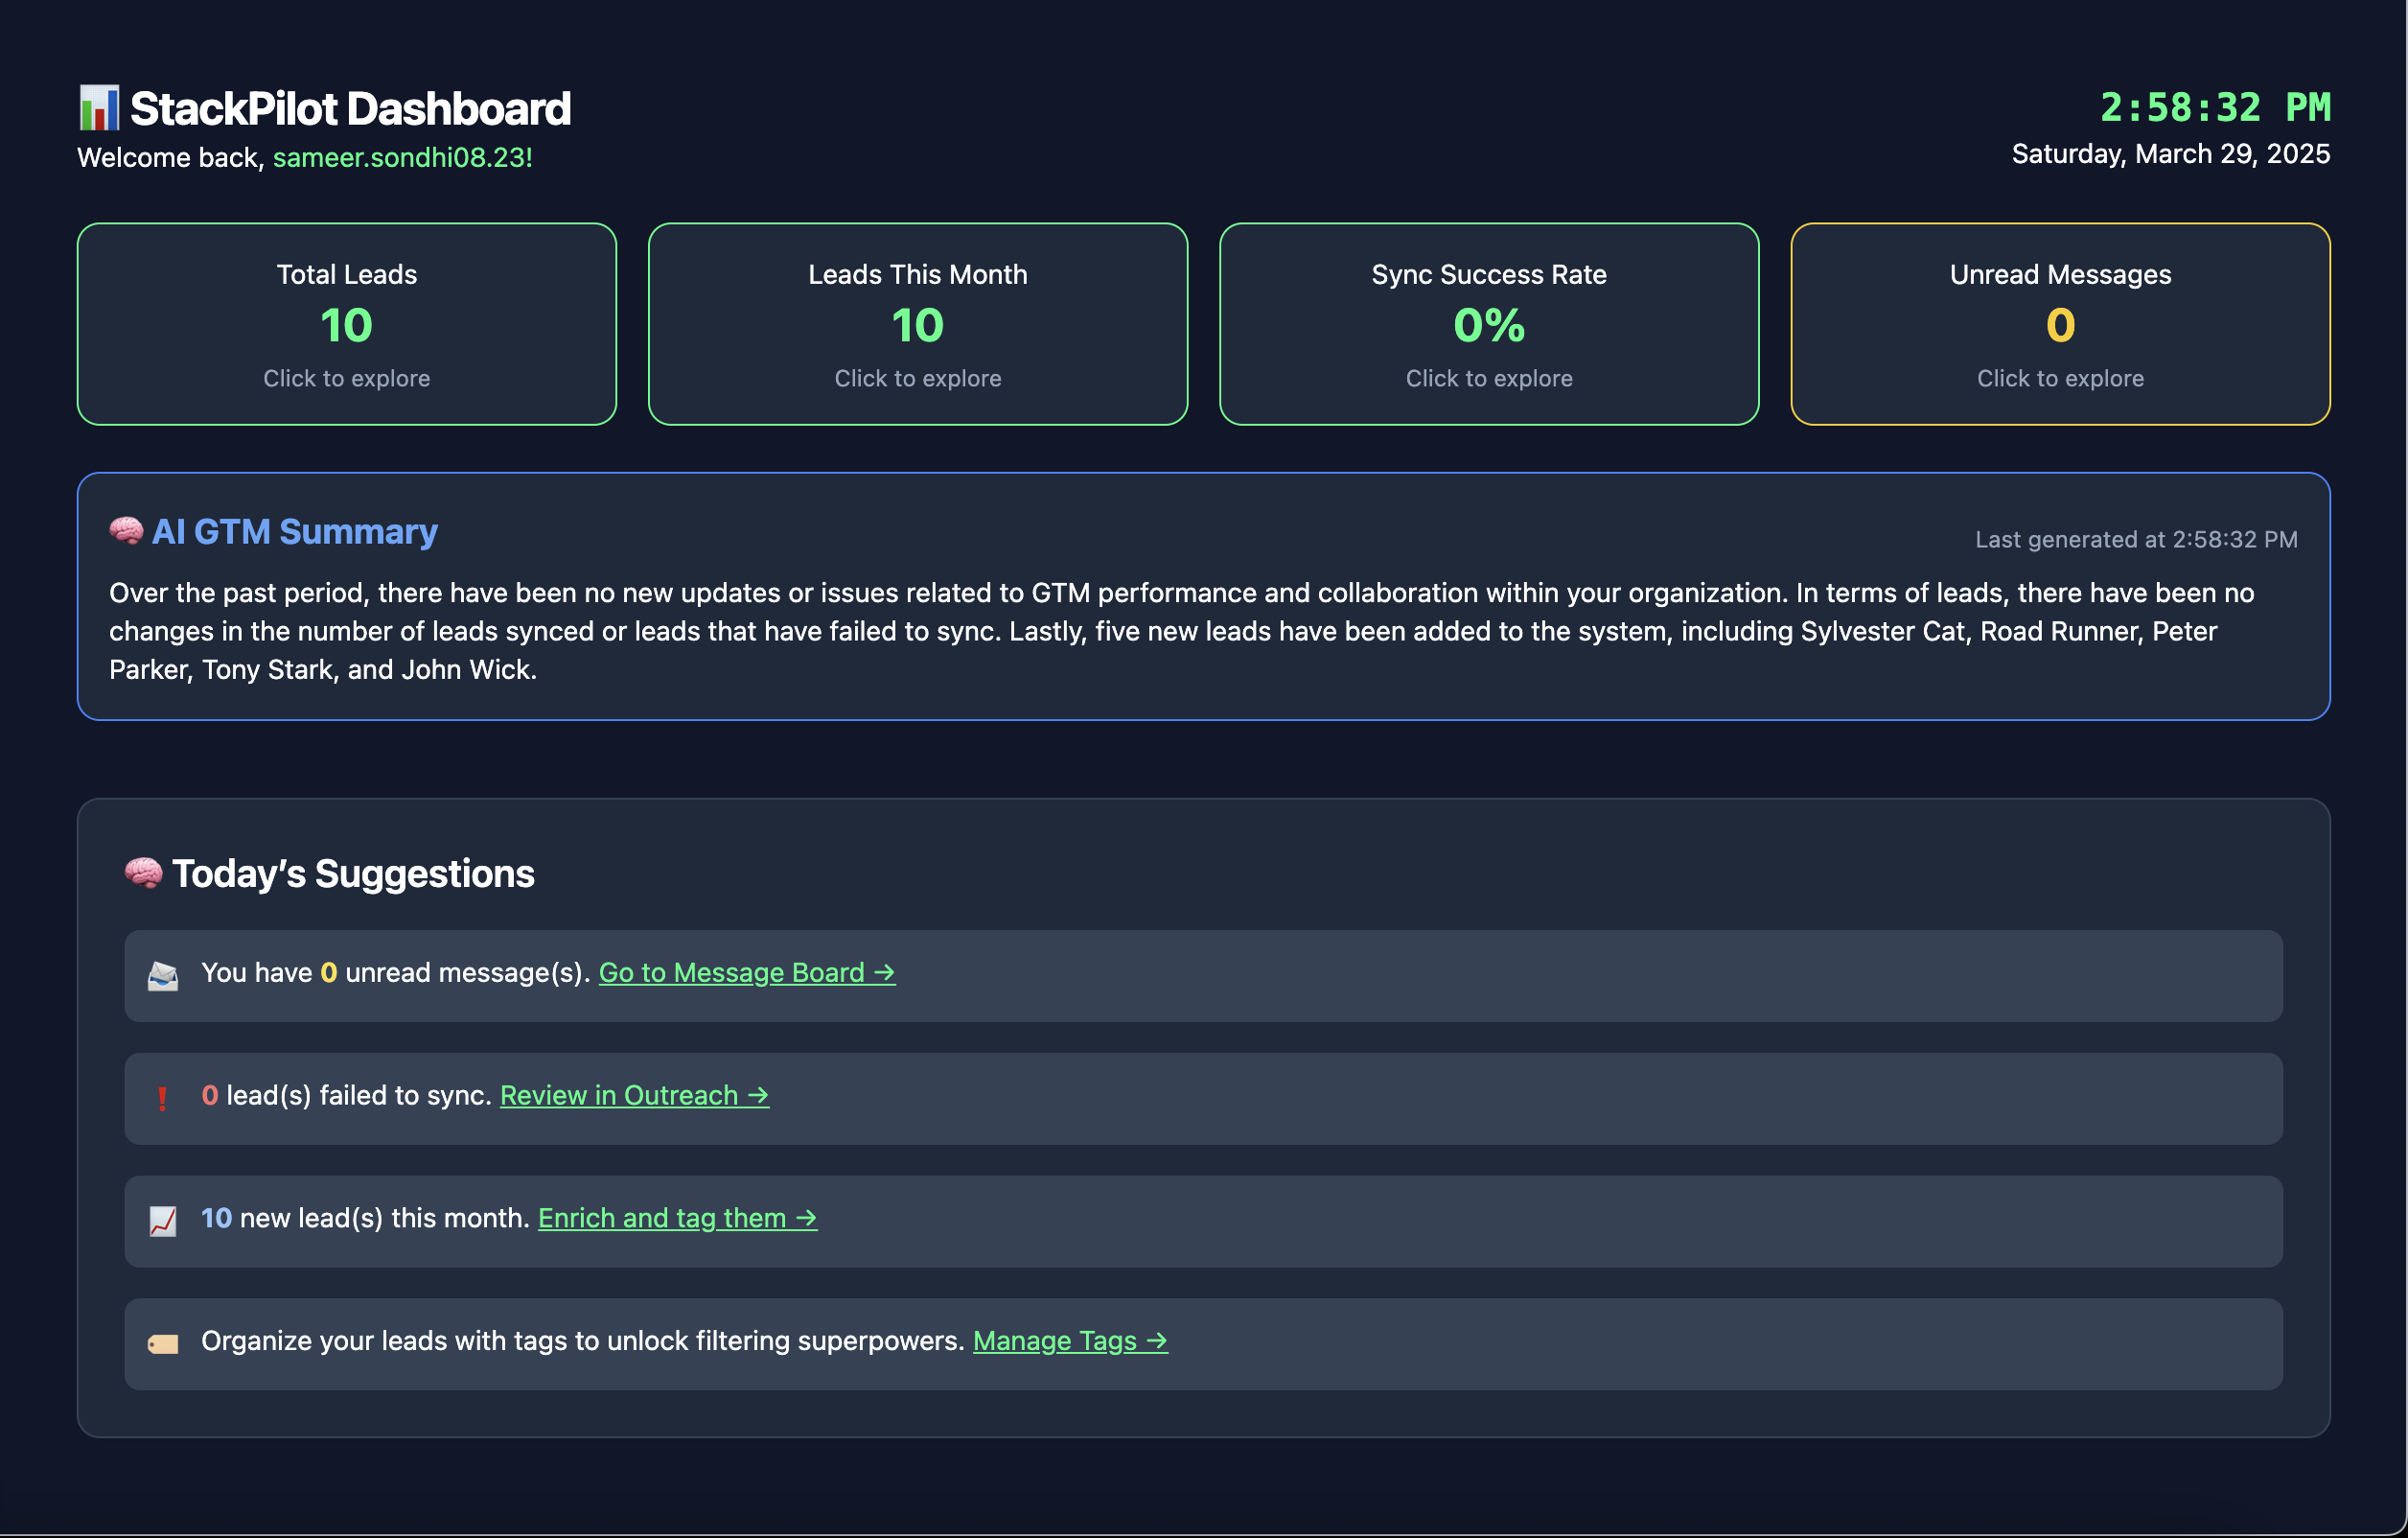 📊 StackPilot Dashboard
Welcome back, sameer.sondhi08.23!
2:58:32 PM
Saturday, March 29, 2025
Total Leads
10
Click to explore
Leads This Month
10
Click to explore
Sync Success Rate
0%
Click to explore
Unread Messages
0
Click to explore
🧠 AI GTM Summary
Last generated at 2:58:32 PM
Over the past period, there have been no new updates or issues related to GTM performance and collaboration within your organization. In terms of leads, there have been no
changes in the number of leads synced or leads that have failed to sync. Lastly, five new leads have been added to the system, including Sylvester Cat, Road Runner, Peter
Parker, Tony Stark, and John Wick.
🧠 Today’s Suggestions
📨 You have 0 unread message(s). Go to Message Board →
❗ 0 lead(s) failed to sync. Review in Outreach →
📈 10 new lead(s) this month. Enrich and tag them →
🏷️ Organize your leads with tags to unlock filtering superpowers. Manage Tags →